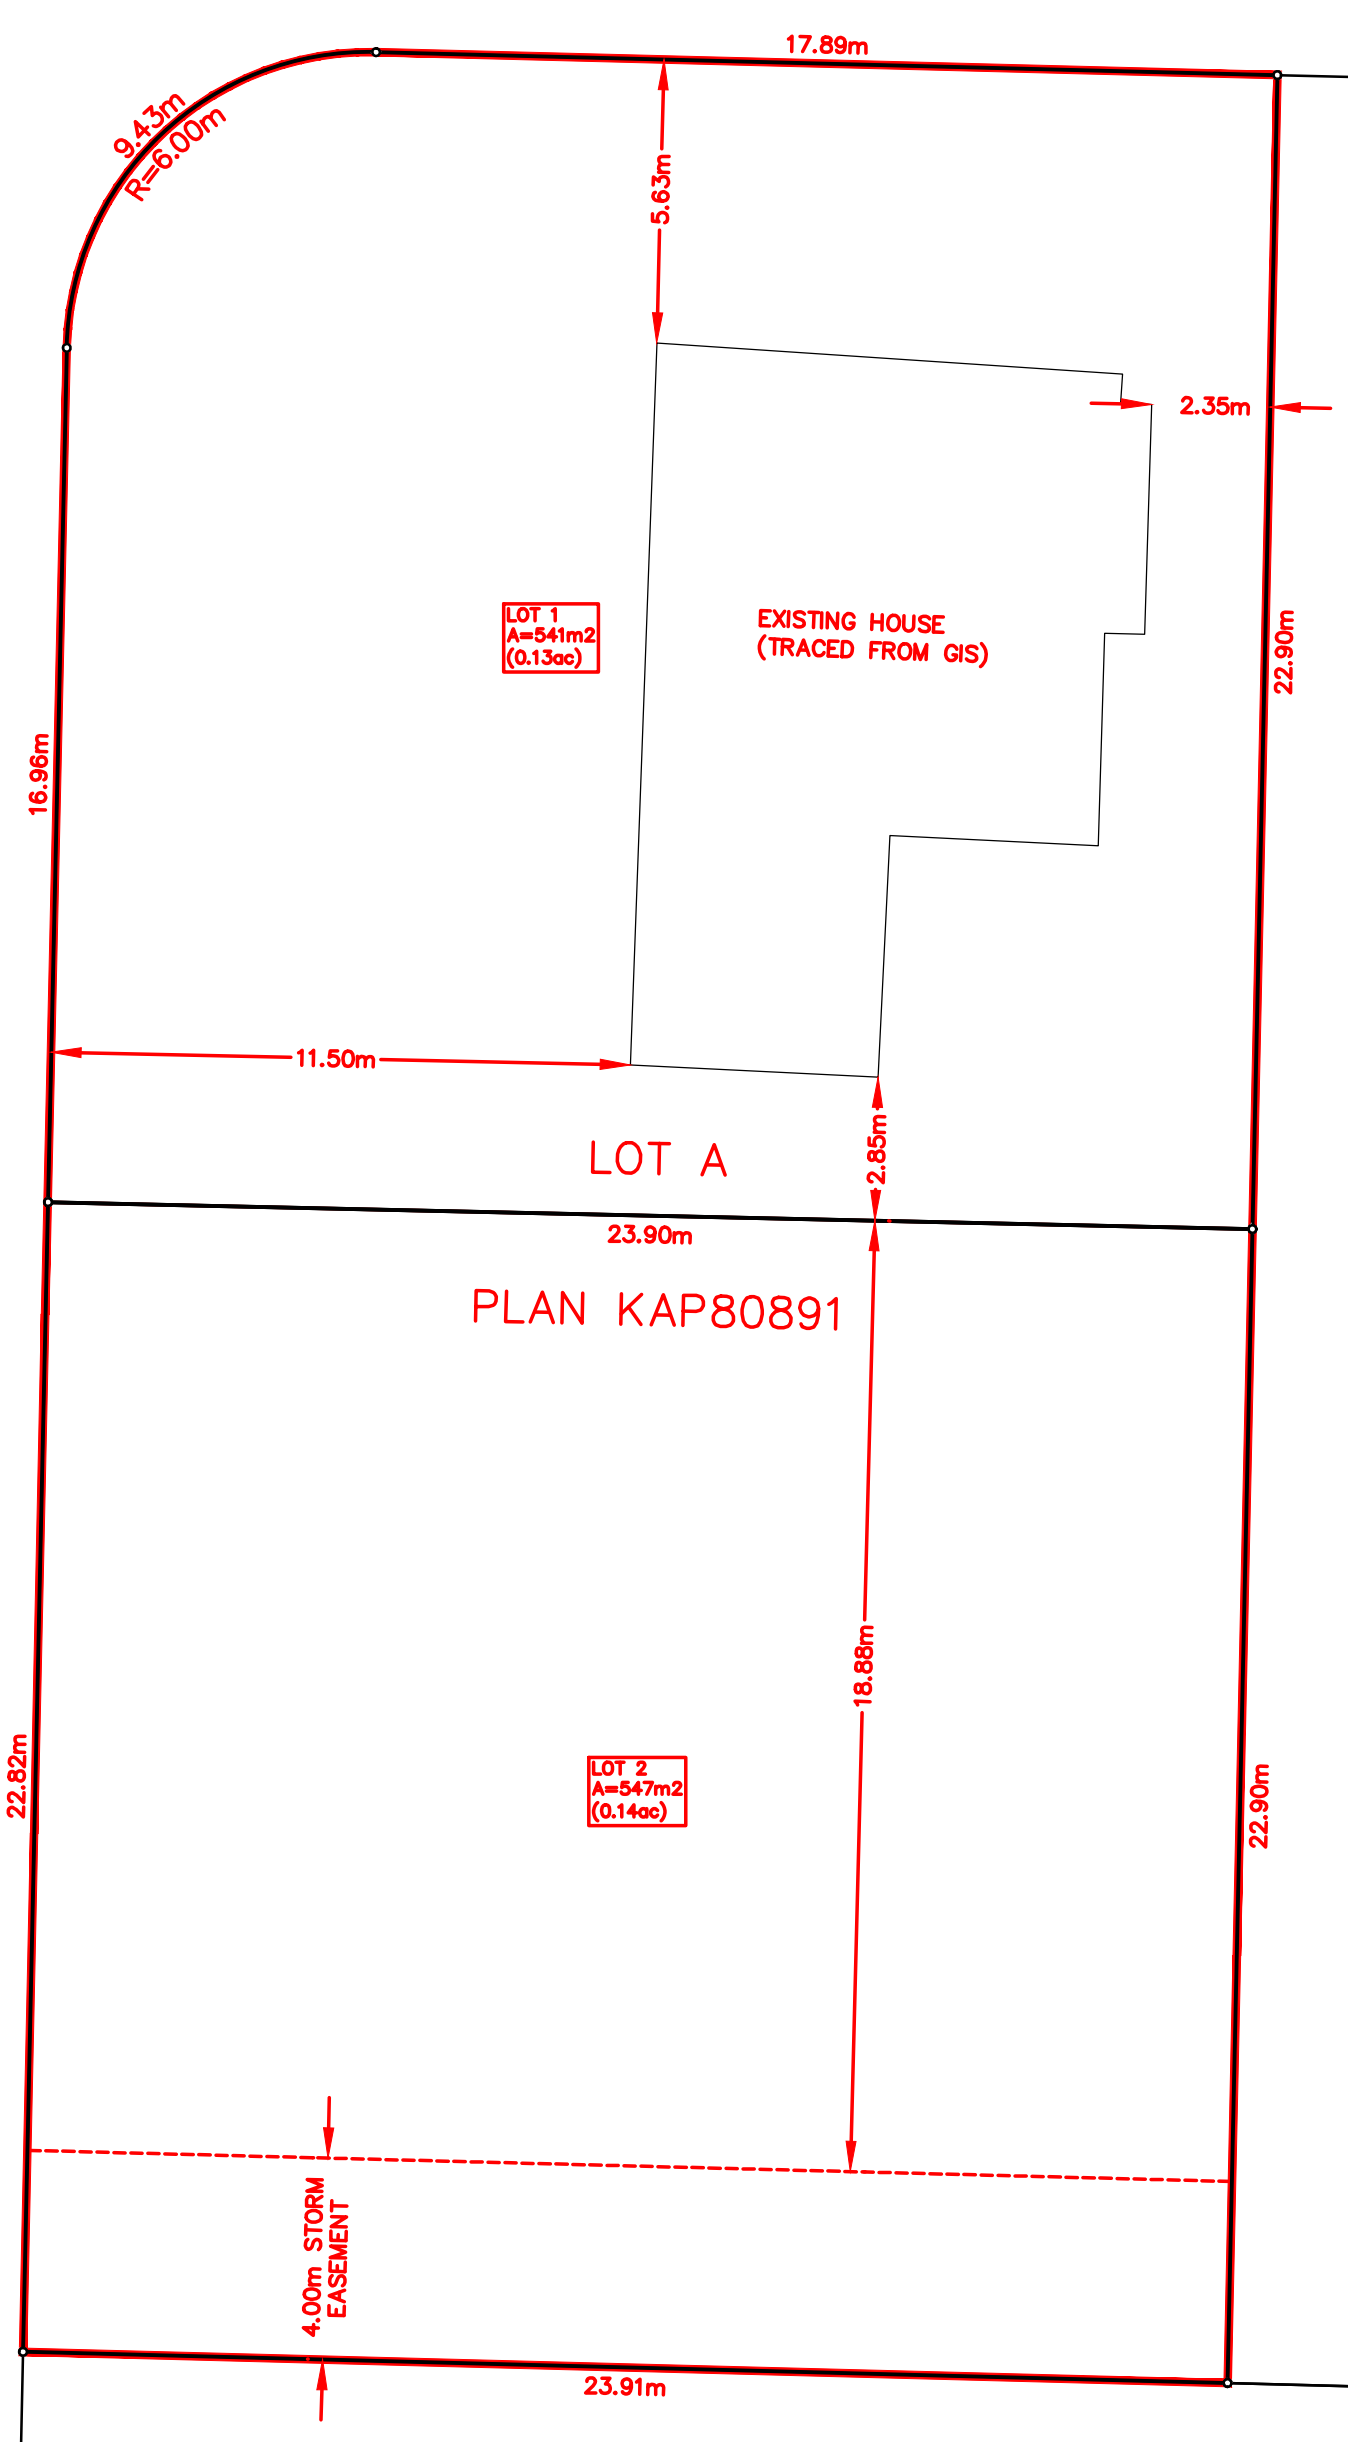 17.89m
9.43m
R=6.00m
5.63m
2.35m
LOT 1
A=541m2
(0.13ac)
EXISTING HOUSE
(TRACED FROM GIS)
22.90m
16.96m
11.50m
2.85m
LOT A
23.90m
PLAN KAP80891
18.88m
22.82m
LOT 2
A=547m2
(0.14ac)
22.90m
4.00m STORM
EASEMENT
23.91m